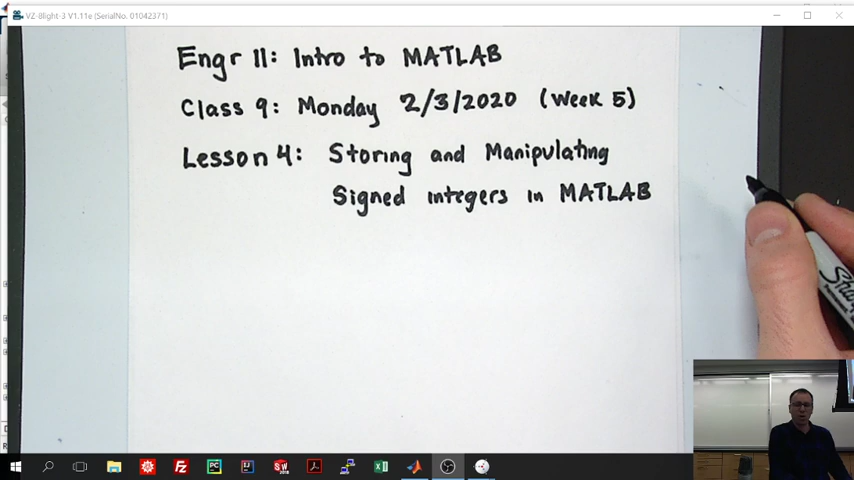 VZ-8light-3 V1.11e (SerialNo. 01042371)
Engr 11: Intro to MATLAB
Class 9: Monday 2/3/2020 (Week 5)
Lesson 4: Storing and Manipulating
Signed integers in MATLAB
Sharp